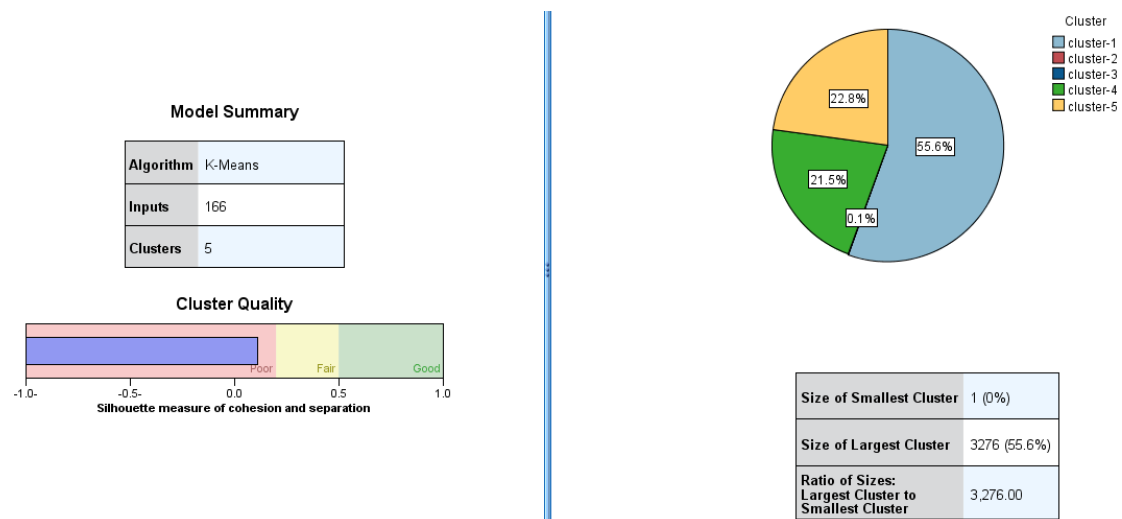 Model Summary
Algorithm K-Means
Inputs 166
Clusters 5
Cluster Quality
Poor Fair Good
-1.0- -0.5- 0.0 0.5 1.0
Silhouette measure of cohesion and separation
Cluster
cluster-1
cluster-2
cluster-3
cluster-4
cluster-5
22.8%
55.6%
21.5%
0.1%
Size of Smallest Cluster 1 (0%)
Size of Largest Cluster 3276 (55.6%)
Ratio of Sizes:
Largest Cluster to
Smallest Cluster 3,276.00